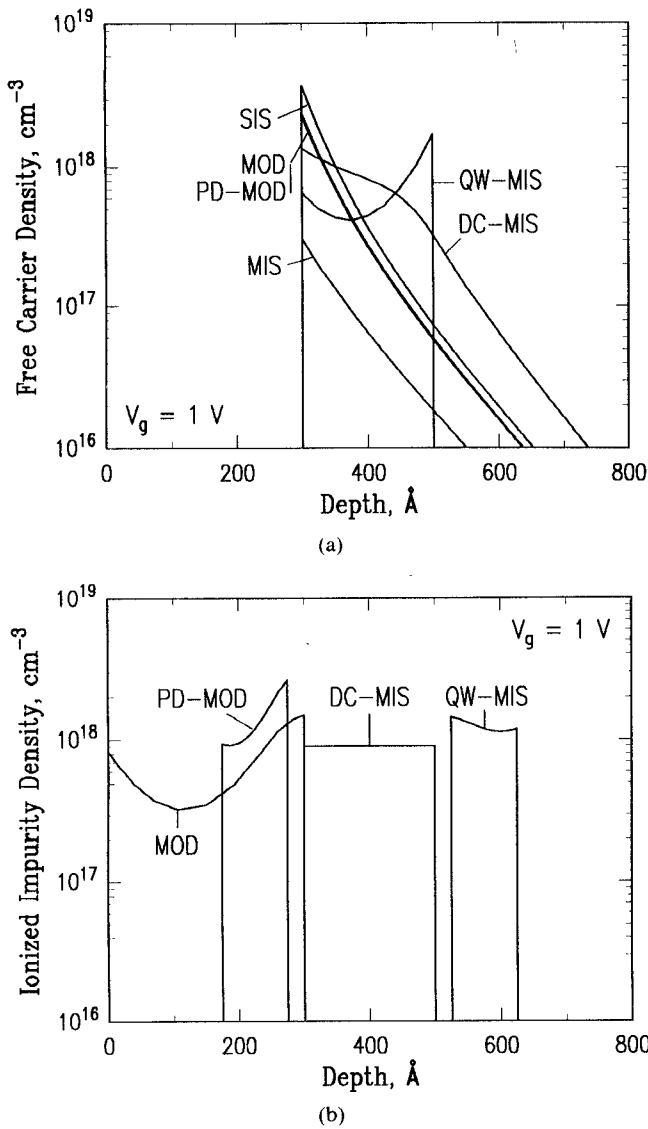 10^19
10^18
10^17
10^16
Free Carrier Density, cm^-3
SIS
MOD
PD-MOD
MIS
QW-MIS
DC-MIS
V_g = 1 V
0 200 400 600 800
Depth, Å
(a)
10^19
10^18
10^17
10^16
Ionized Impurity Density, cm^-3
V_g = 1 V
PD-MOD
DC-MIS
QW-MIS
MOD
0 200 400 600 800
Depth, Å
(b)